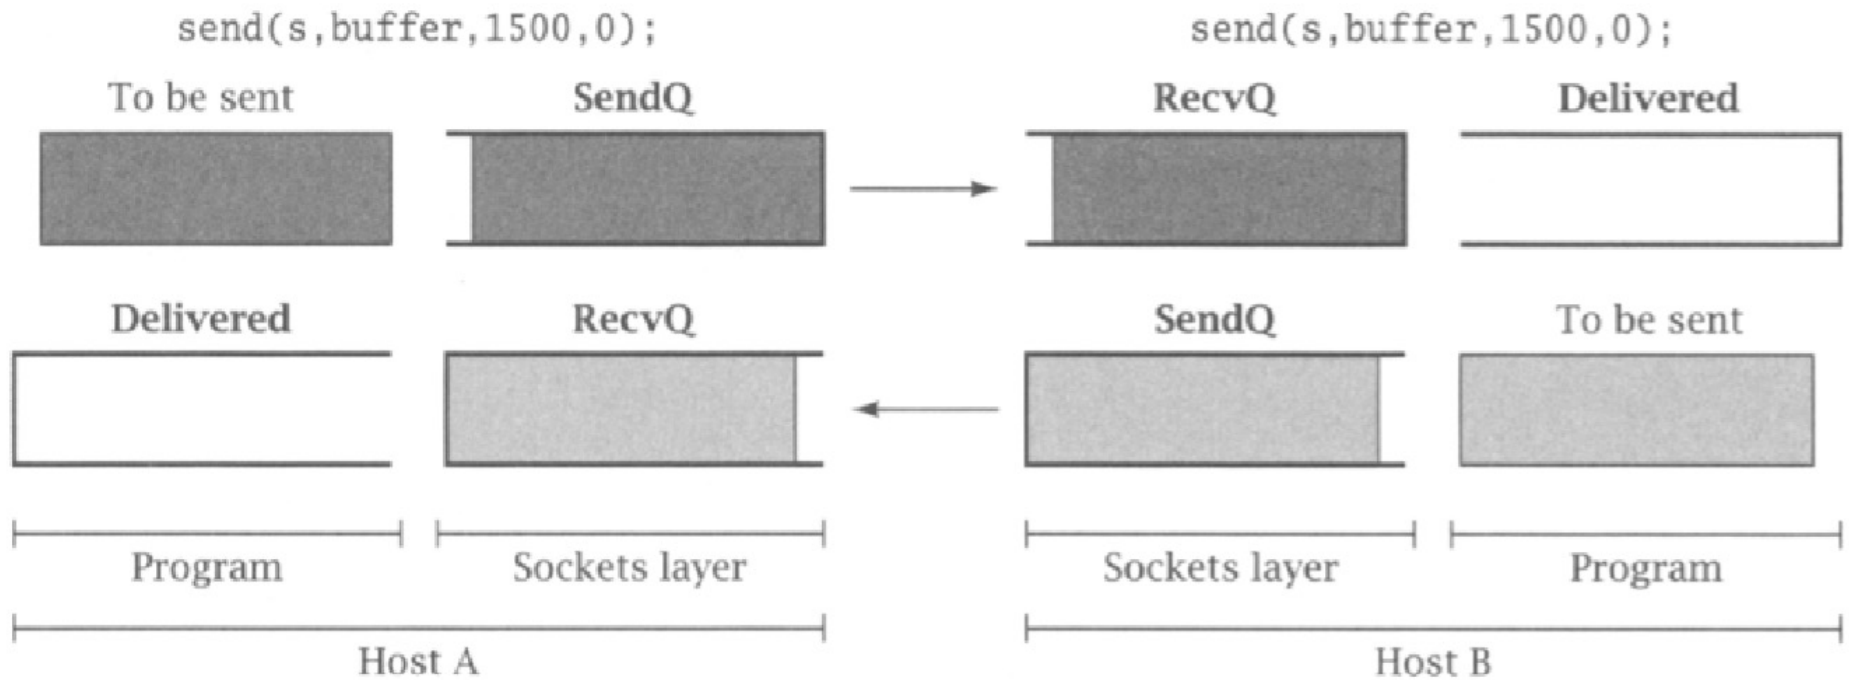 send(s,buffer,1500,0); send(s,buffer,1500,0);
To be sent SendQ RecvQ Delivered
Delivered RecvQ SendQ To be sent
Program Sockets layer Sockets layer Program
Host A Host B